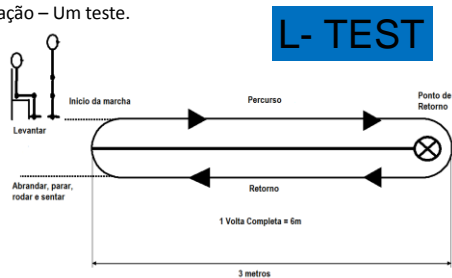 ação – Um teste.
L- TEST
Início da marcha
Percurso
Ponto de
Retorno
Levantar
Abrandar, parar,
rodar e sentar
Retorno
1 Volta Completa = 6m
3 metros